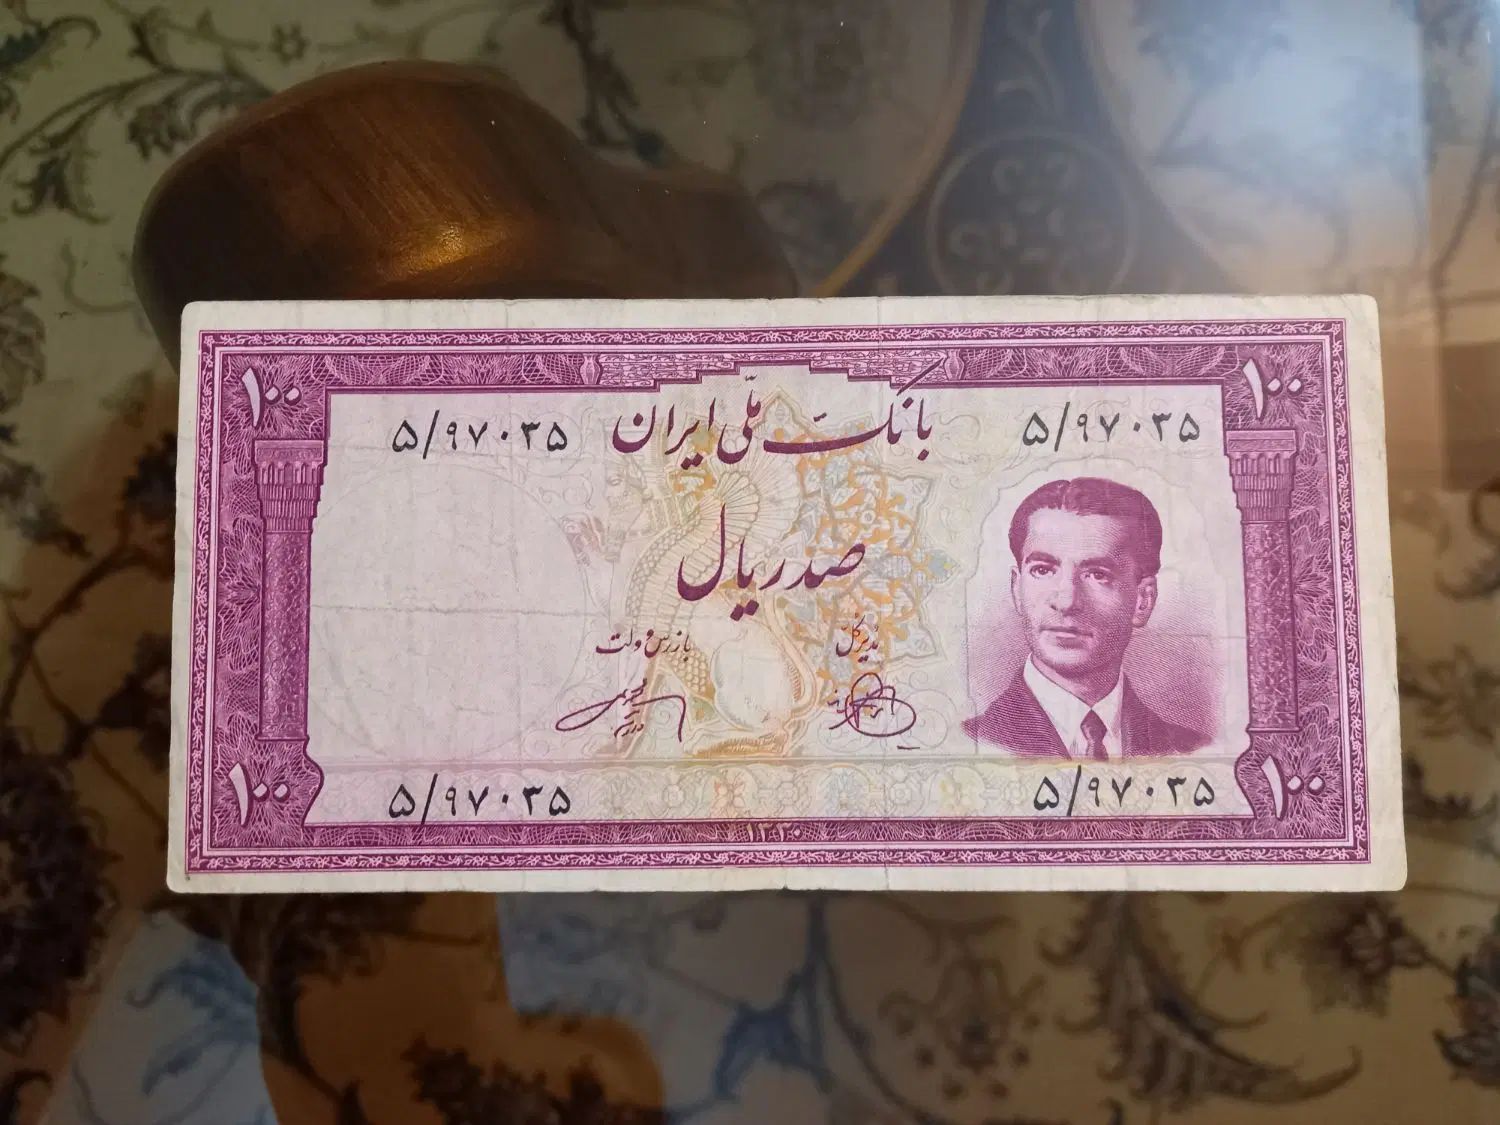 ۱۰۰ ۱۰۰
بانک ملّی ایران
۵/۹۷۰۳۵ ۵/۹۷۰۳۵
صد ریال
مدیر کل بازرس دولت
۵/۹۷۰۳۵ ۵/۹۷۰۳۵
۱۰۰ ۱۰۰
۱۳۳۰